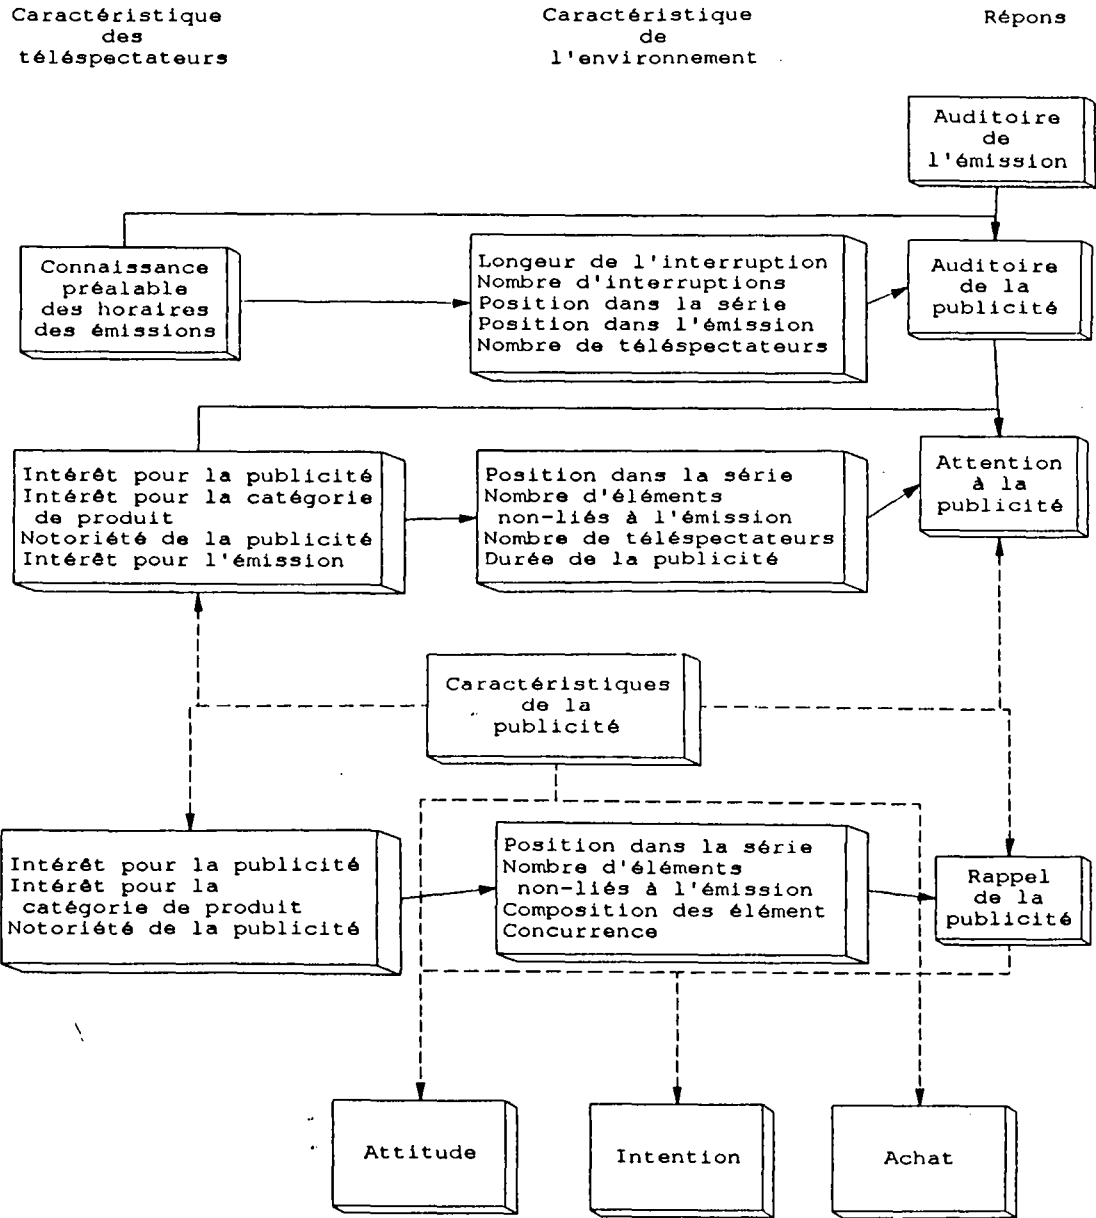 Caractéristique
des
téléspectateurs
Caractéristique
de
l'environnement
Répons
Auditoire
de
l'émission
Connaissance
préalable
des horaires
des émissions
Longeur de l'interruption
Nombre d'interruptions
Position dans la série
Position dans l'émission
Nombre de téléspectateurs
Auditoire
de la
publicité
Intérêt pour la publicité
Intérêt pour la catégorie
de produit
Notoriété de la publicité
Intérêt pour l'émission
Position dans la série
Nombre d'éléments
non-liés à l'émission
Nombre de téléspectateurs
Durée de la publicité
Attention
à la
publicité
Caractéristiques
de la
publicité
Intérêt pour la publicité
Intérêt pour la
catégorie de produit
Notoriété de la publicité
Position dans la série
Nombre d'éléments
non-liés à l'émission
Composition des élément
Concurrence
Rappel
de la
publicité
Attitude
Intention
Achat